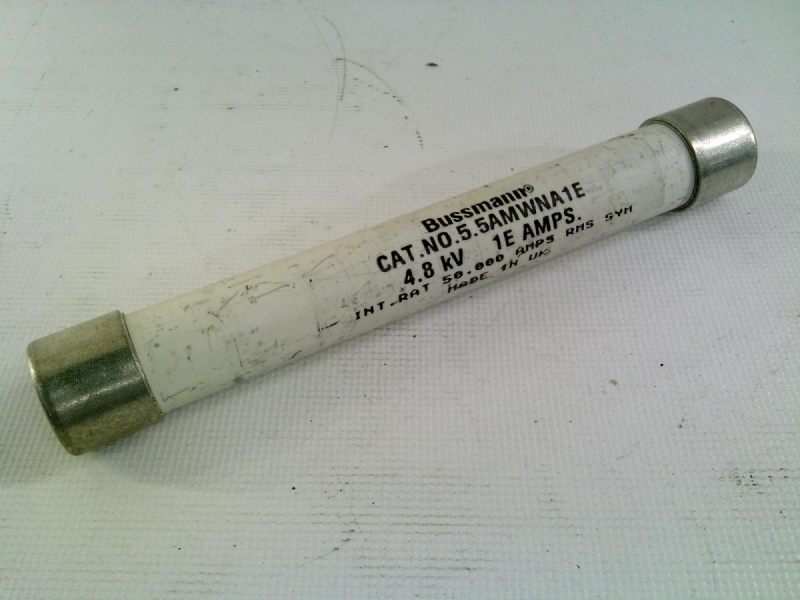 Bussmann®
CAT.NO.5.5AMWNA1E
4.8 kV 1E AMPS.
INT.RAT 50.000 AMPS RMS SYM
MADE IN UK